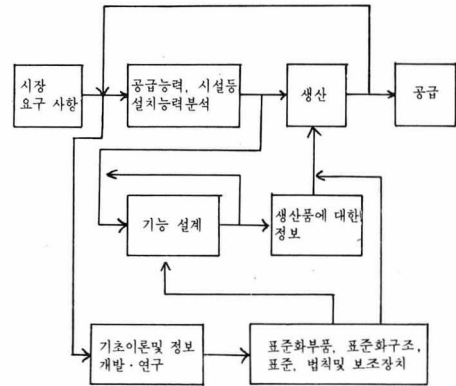 시장
요구 사항
공급능력, 시설등
설치능력분석
생산
공급
기능 설계
생산품에 대한
정보
기초이론및 정보
개발·연구
표준화부품, 표준화구조,
표준, 법칙및 보조장치